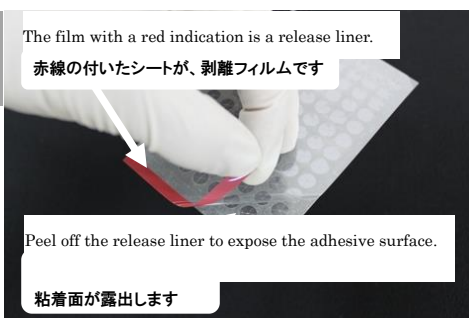 The film with a red indication is a release liner.
赤線の付いたシートが、剥離フィルムです
Peel off the release liner to expose the adhesive surface.
粘着面が露出します